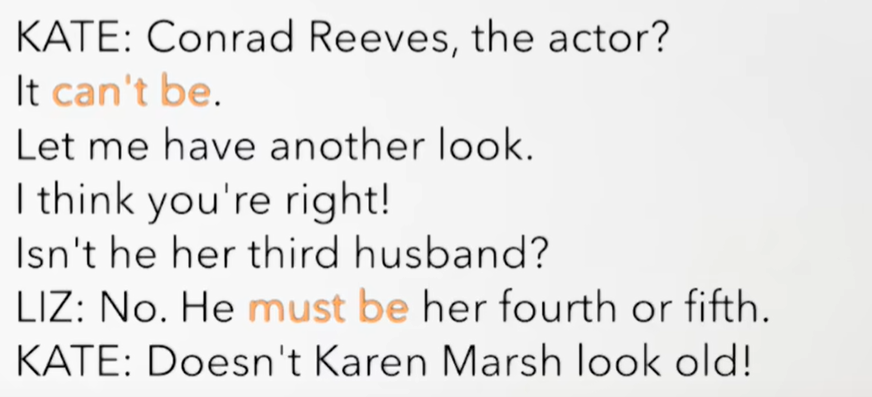 KATE: Conrad Reeves, the actor?
It can't be.
Let me have another look.
I think you're right!
Isn't he her third husband?
LIZ: No. He must be her fourth or fifth.
KATE: Doesn't Karen Marsh look old!